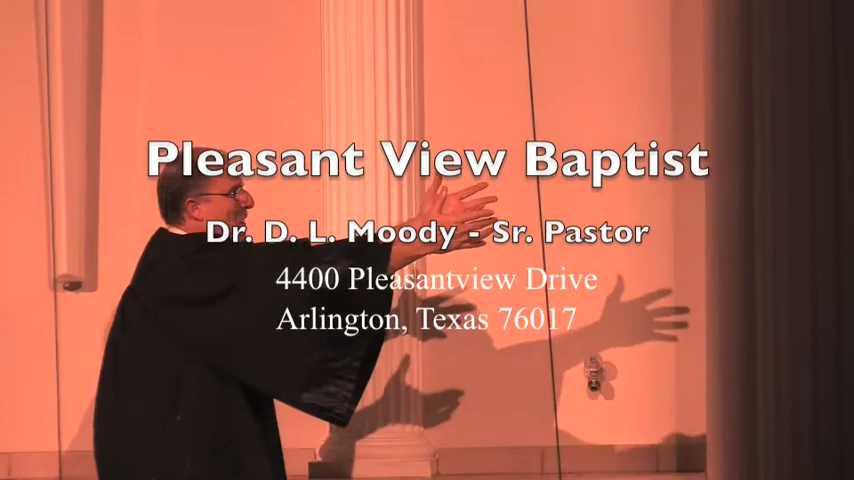 Pleasant View Baptist
Dr. D. L. Moody - Sr. Pastor
4400 Pleasantview Drive
Arlington, Texas 76017